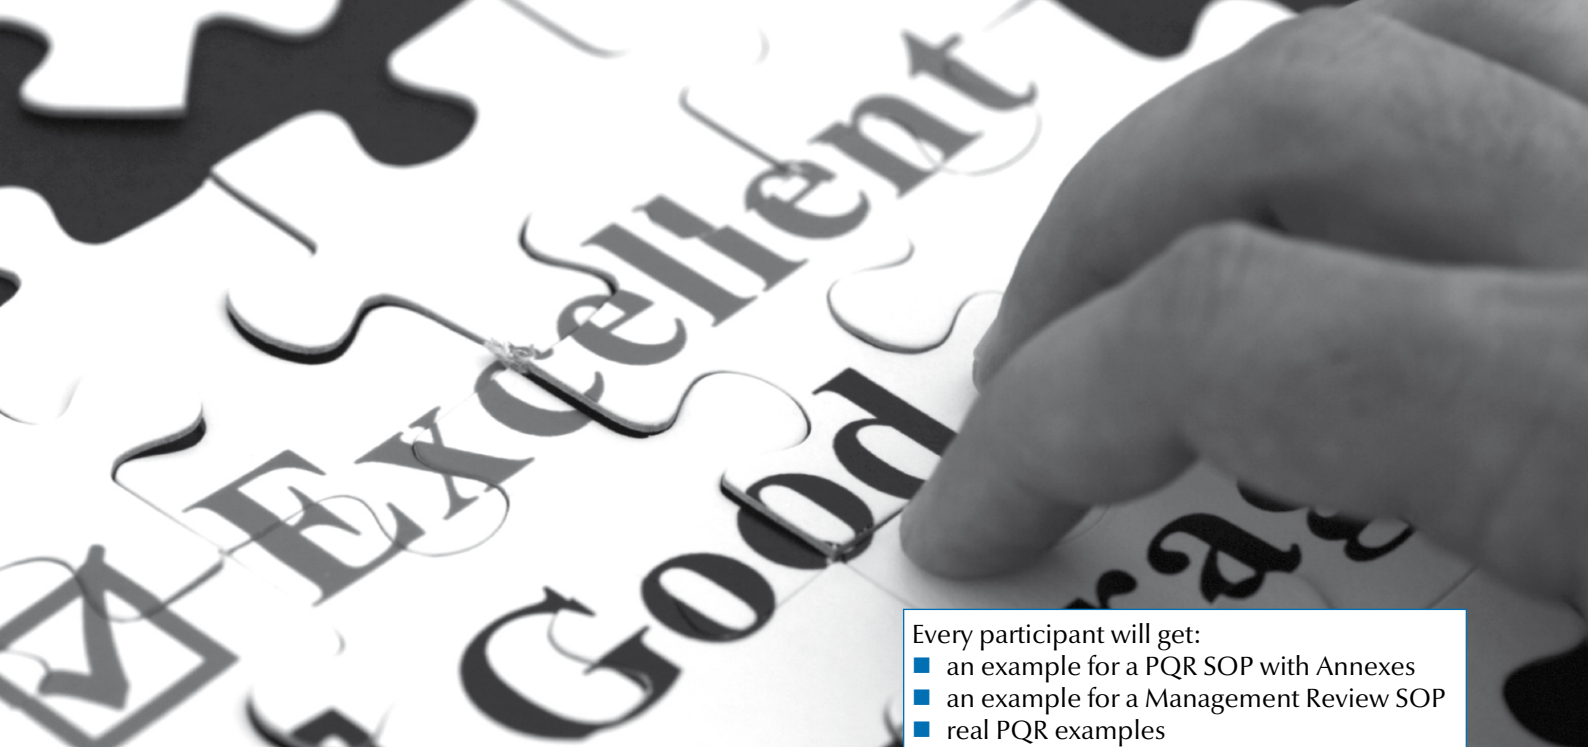 Excellent
Good
Every participant will get:
■ an example for a PQR SOP with Annexes
■ an example for a Management Review SOP
■ real PQR examples